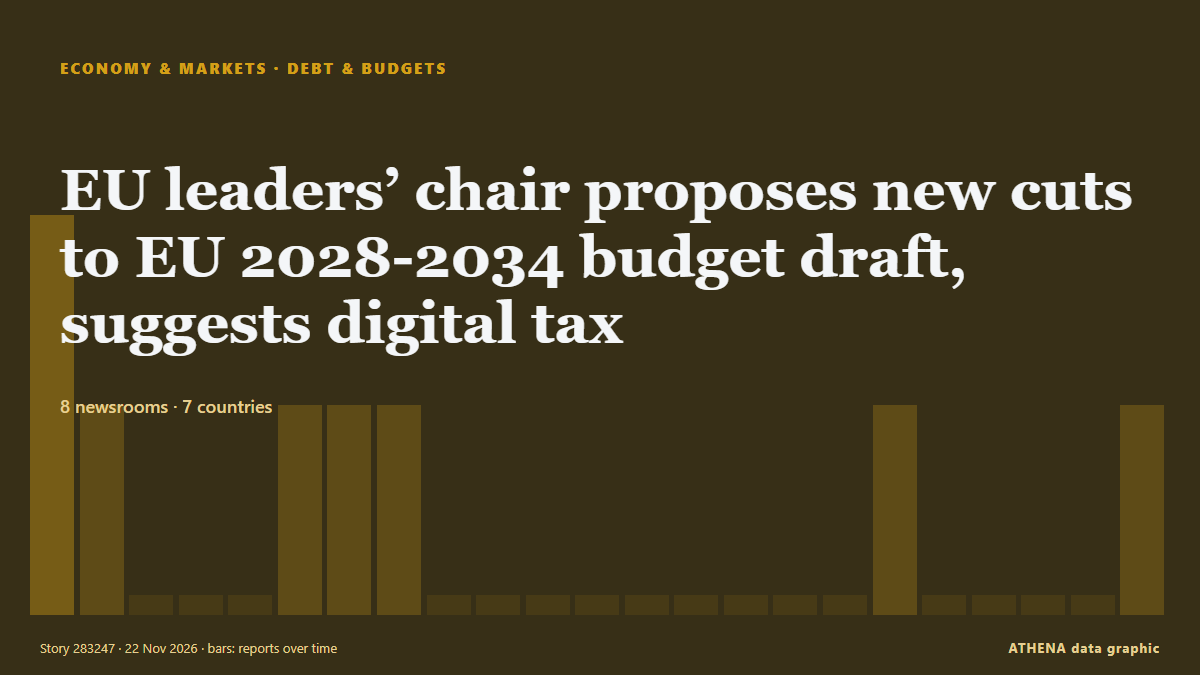 ECONOMY & MARKETS · DEBT & BUDGETS
EU leaders’ chair proposes new cuts
to EU 2028-2034 budget draft,
suggests digital tax
8 newsrooms · 7 countries
Story 283247 · 22 Nov 2026 · bars: reports over time
ATHENA data graphic